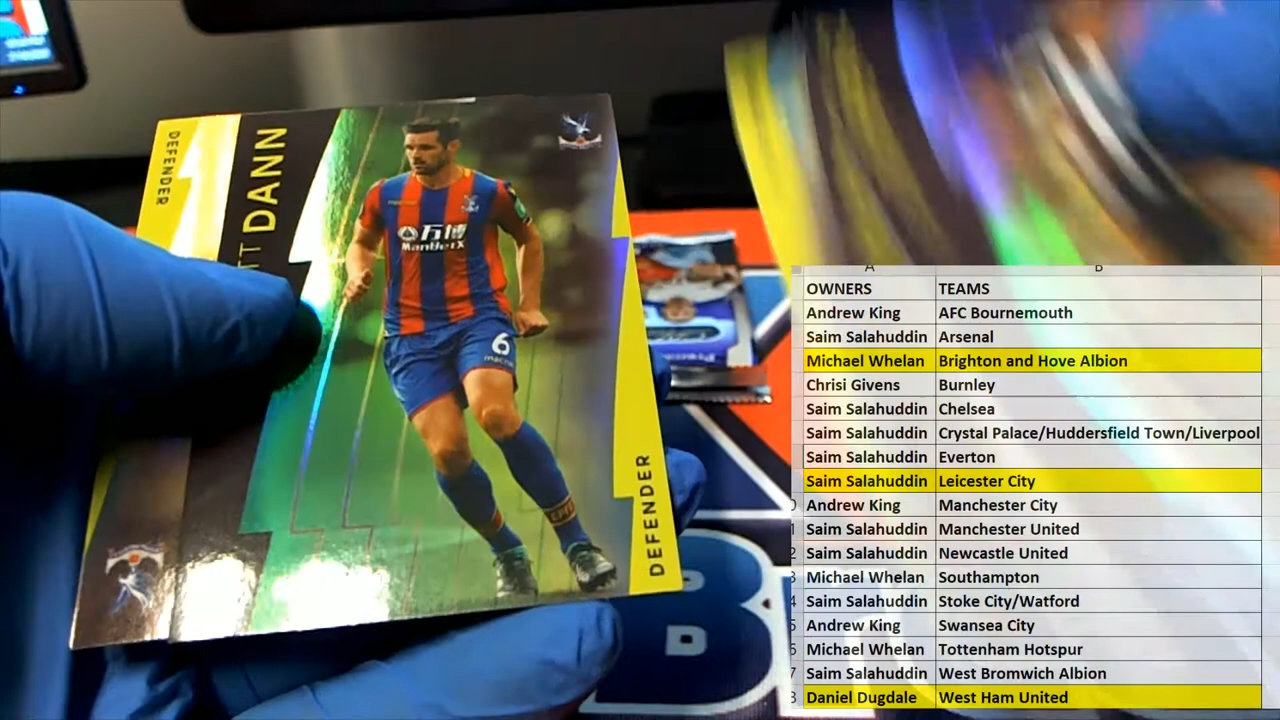 DEFENDER
DANN
万博
ManBetX
6
macron
DEFENDER
A B
OWNERS TEAMS
Andrew King AFC Bournemouth
Saim Salahuddin Arsenal
Michael Whelan Brighton and Hove Albion
Chrisi Givens Burnley
Saim Salahuddin Chelsea
Saim Salahuddin Crystal Palace/Huddersfield Town/Liverpool
Saim Salahuddin Everton
Saim Salahuddin Leicester City
Andrew King Manchester City
Saim Salahuddin Manchester United
Saim Salahuddin Newcastle United
Michael Whelan Southampton
Saim Salahuddin Stoke City/Watford
Andrew King Swansea City
Michael Whelan Tottenham Hotspur
Saim Salahuddin West Bromwich Albion
Daniel Dugdale West Ham United